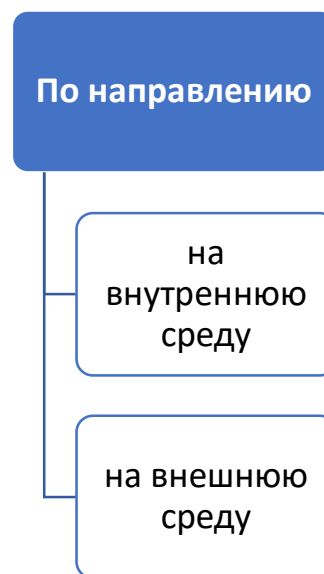 По направлению
на
внутреннюю
среду
на внешнюю
среду